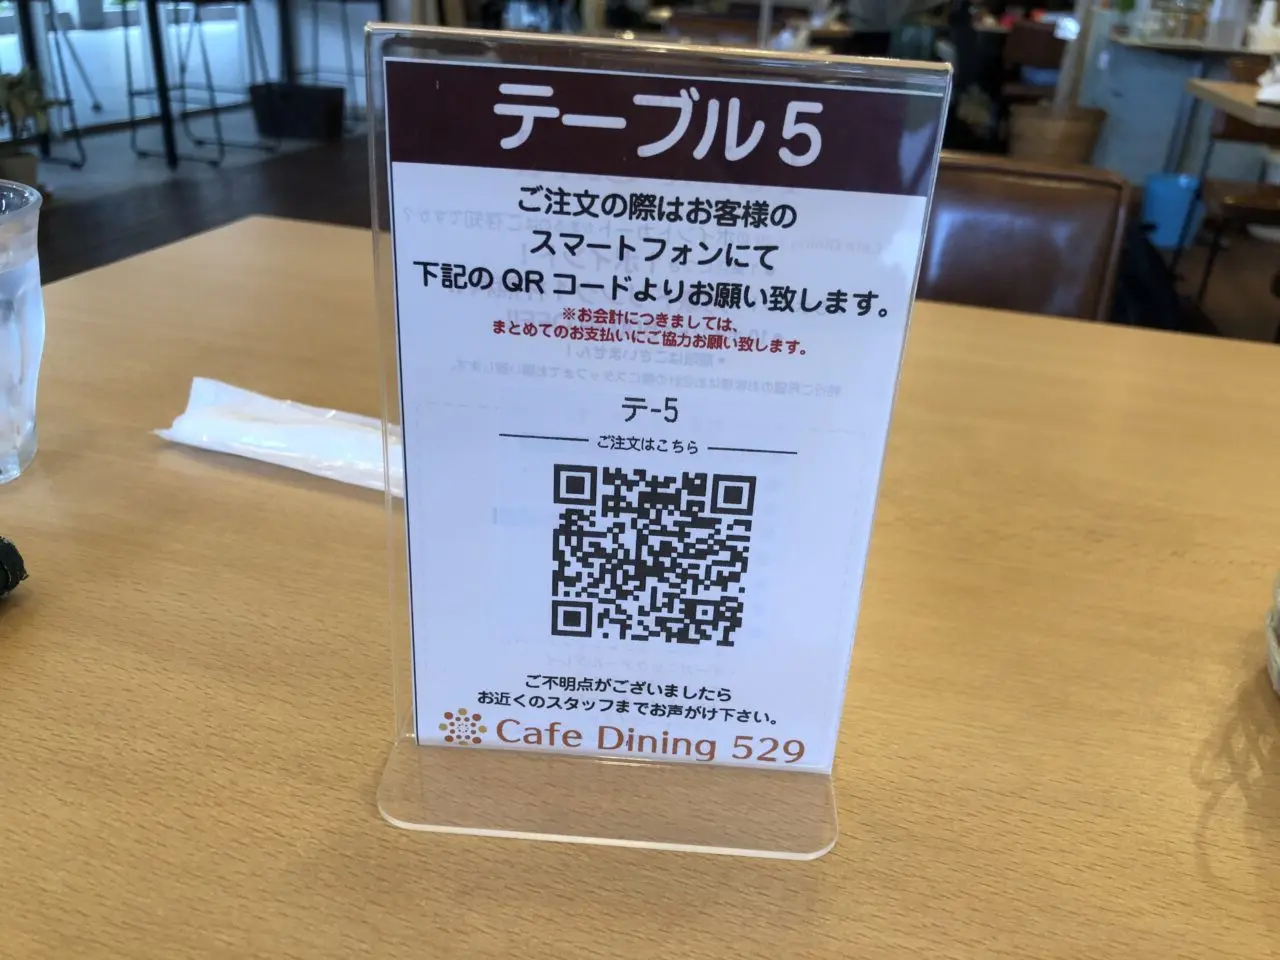 テーブル 5
ご注文の際はお客様の
スマートフォンにて
下記の QR コードよりお願い致します。
※お会計につきましては、
まとめてのお支払いにご協力お願い致します。
テ-5
ご注文はこちら
ご不明点がございましたら
お近くのスタッフまでお声がけ下さい。
Cafe Dining 529